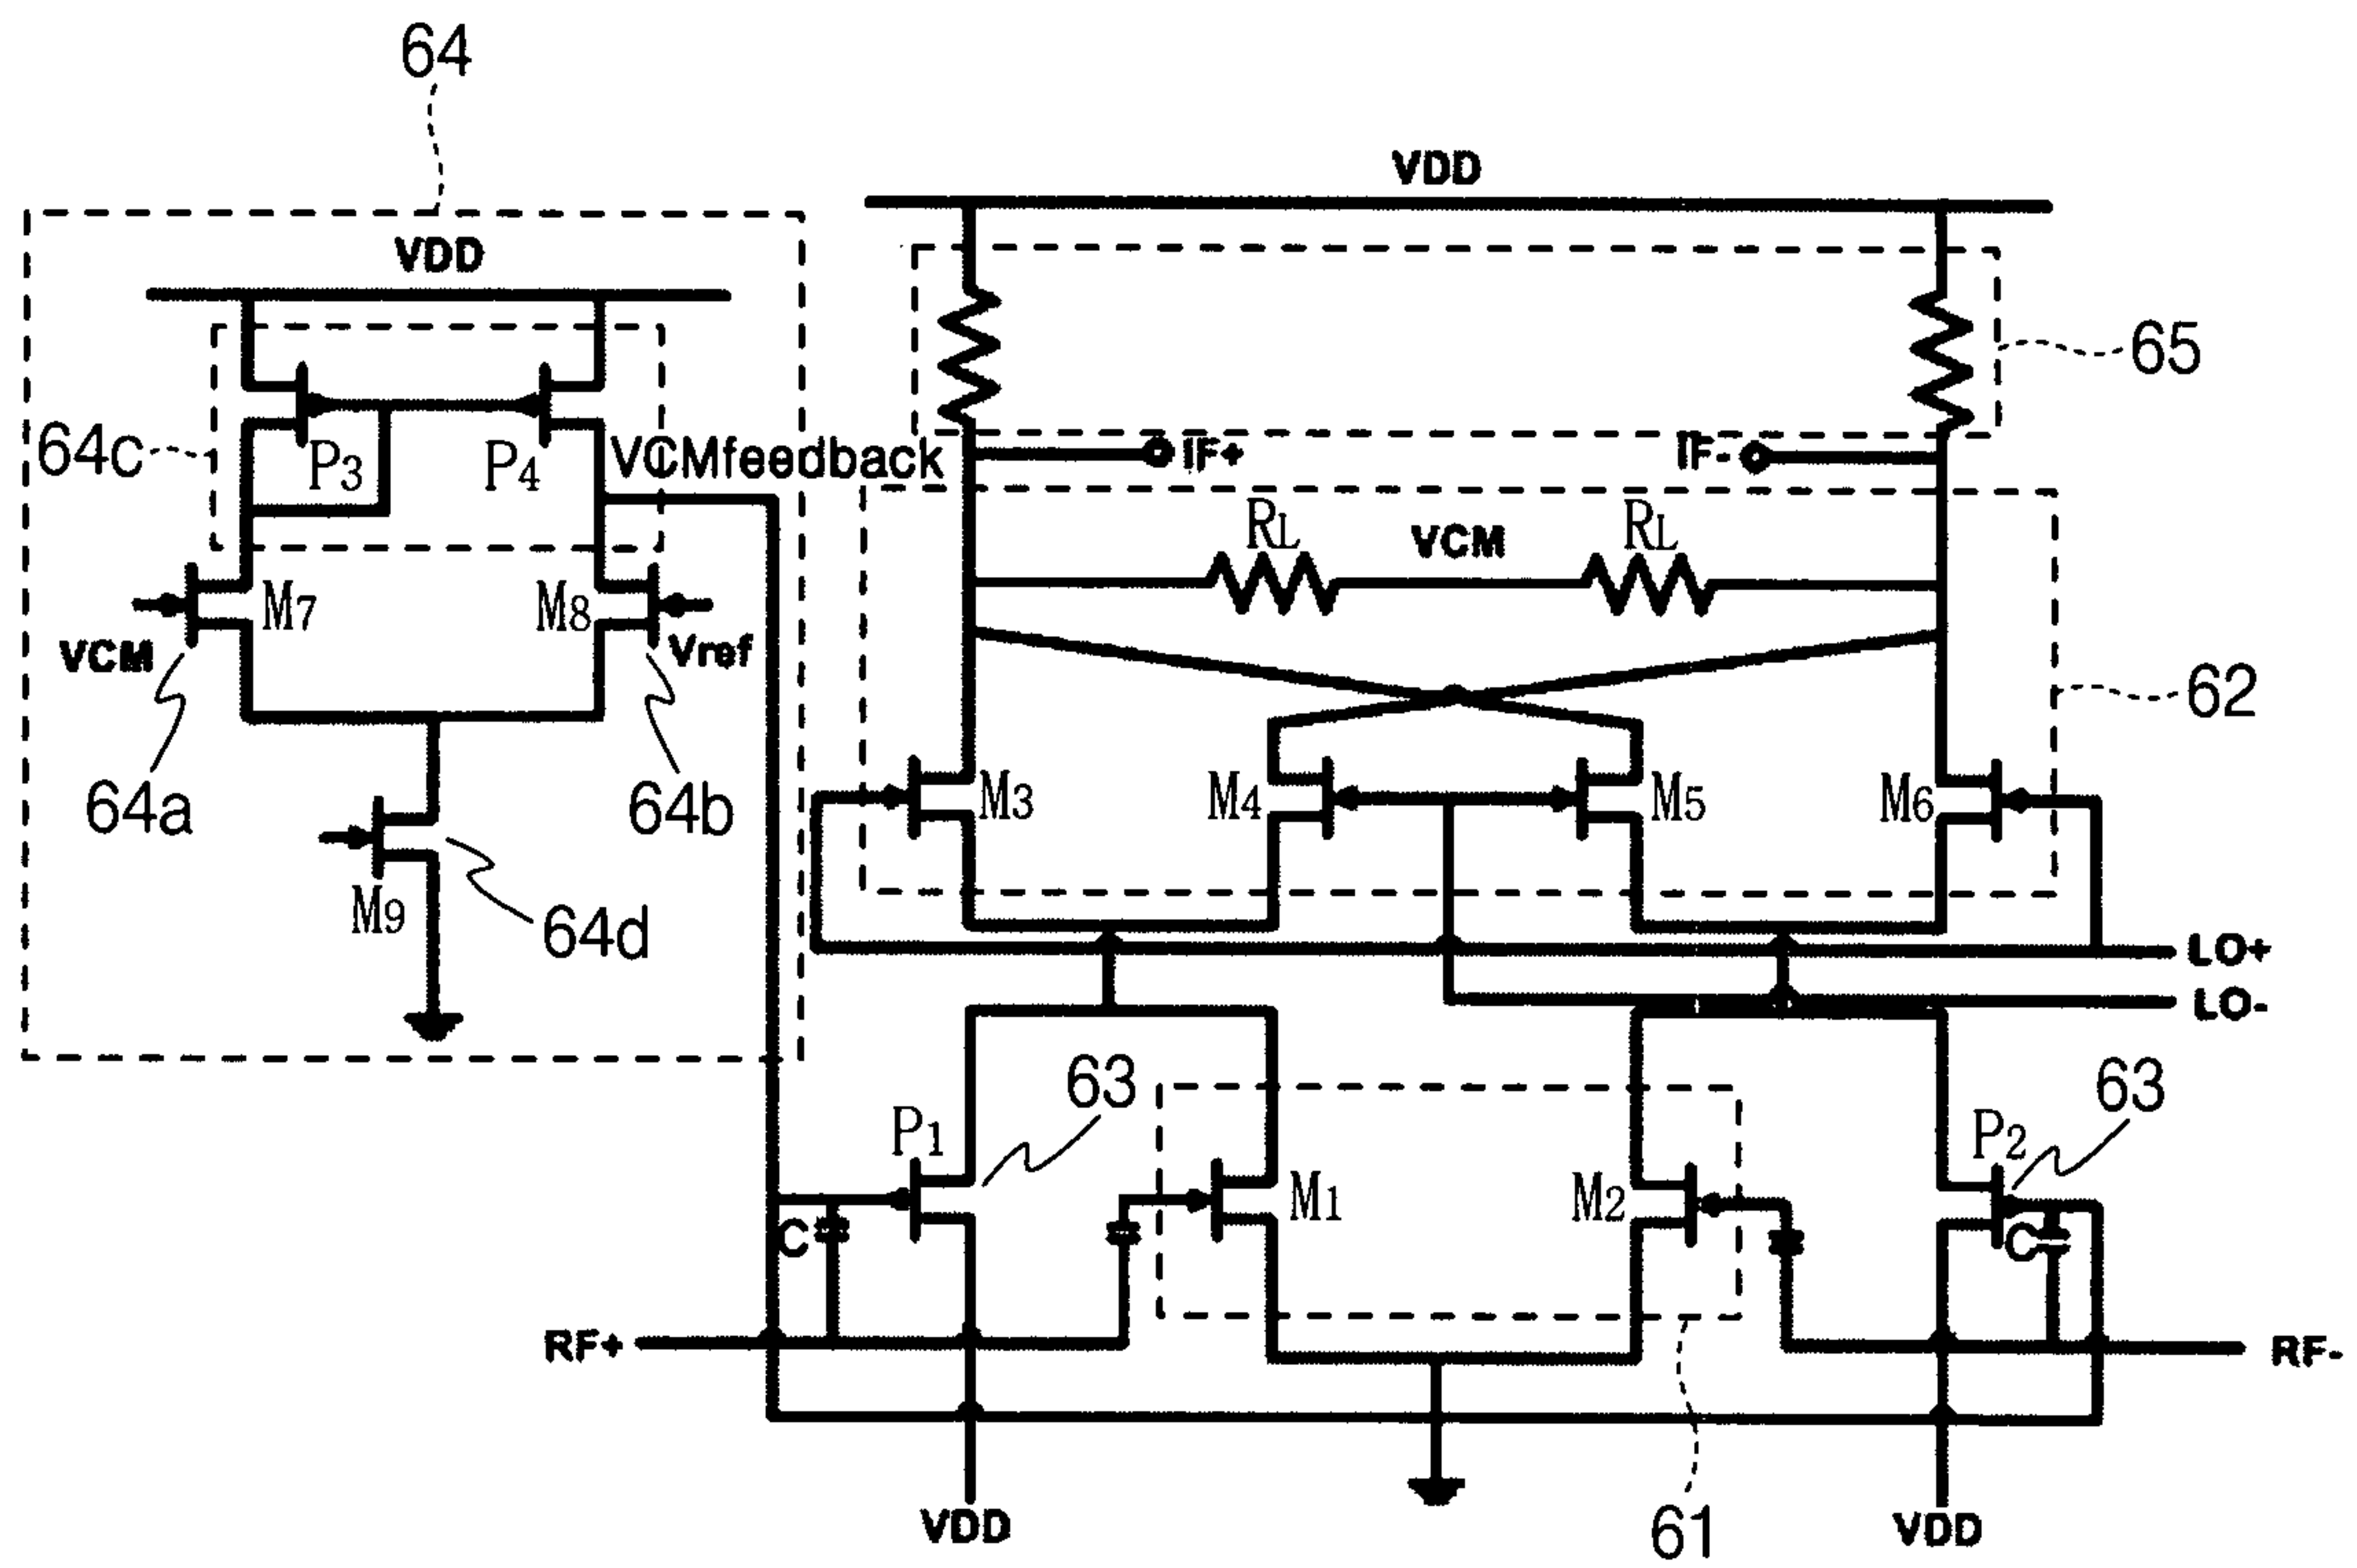 64
VDD
VDD
65
64c
P3
P4
VCMfeedback
IF+
IF-
RL
VCM
RL
M7
M8
VCM
Vref
62
64a
64b
M3
M4
M5
M6
M9
64d
LO+
LO-
63
63
P1
P2
M1
M2
C
C
RF+
RF-
VDD
61
VDD